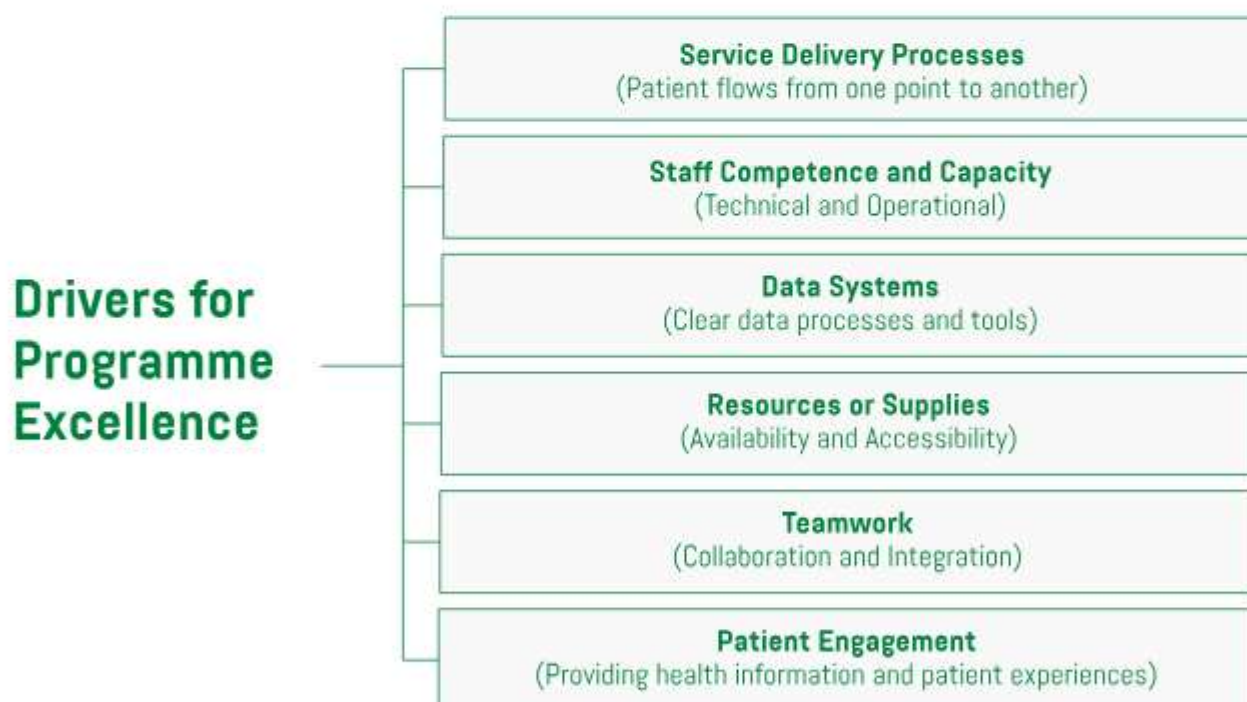 Drivers for
Programme
Excellence
Service Delivery Processes
(Patient flows from one point to another)
Staff Competence and Capacity
(Technical and Operational)
Data Systems
(Clear data processes and tools)
Resources or Supplies
(Availability and Accessibility)
Teamwork
(Collaboration and Integration)
Patient Engagement
(Providing health information and patient experiences)